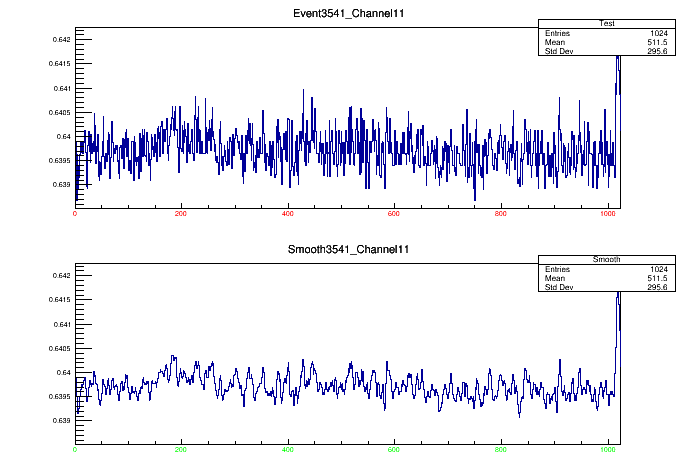 Event3541_Channel11
Test
Entries 1024
Mean 511.5
Std Dev 295.6
0.642
0.6415
0.641
0.6405
0.64
0.6395
0.639
0 200 400 600 800 1000
Smooth3541_Channel11
Smooth
Entries 1024
Mean 511.5
Std Dev 295.6
0.642
0.6415
0.641
0.6405
0.64
0.6395
0 200 400 600 800 1000